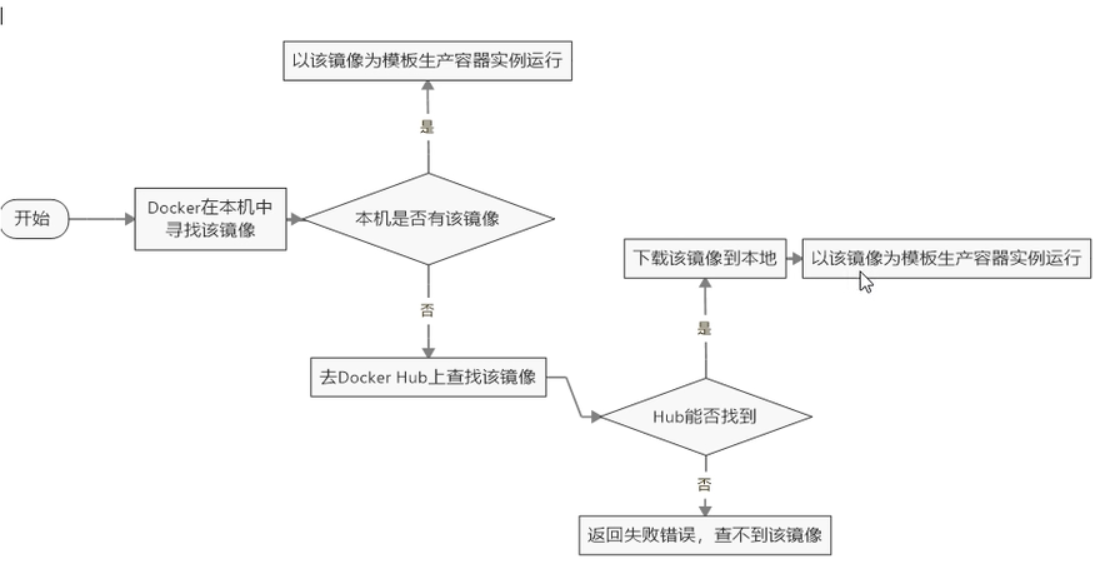 以该镜像为模板生产容器实例运行
是
开始
Docker在本机中
寻找该镜像
本机是否有该镜像
否
去Docker Hub上查找该镜像
下载该镜像到本地
以该镜像为模板生产容器实例运行
是
Hub能否找到
否
返回失败错误，查不到该镜像